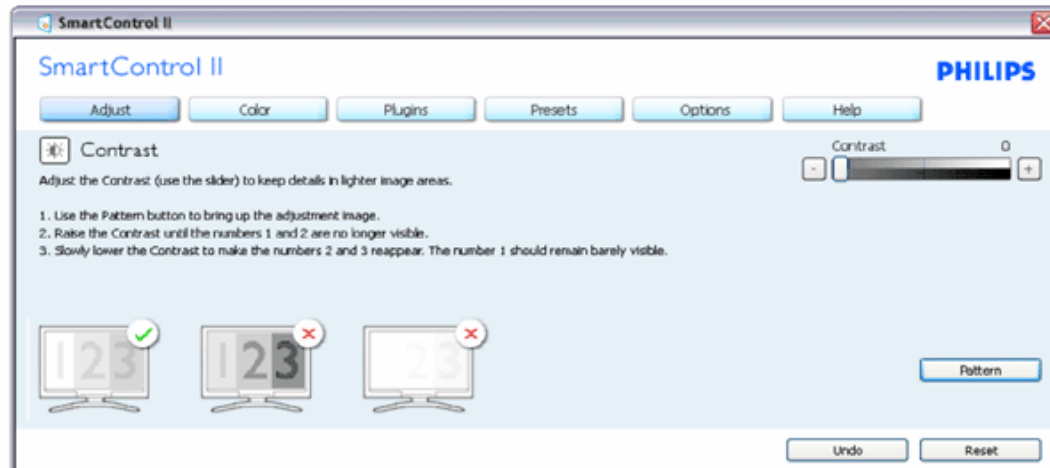 SmartControl II
SmartControl II
PHILIPS
Adjust Color Plugins Presets Options Help
Contrast
Contrast 0
- +
Adjust the Contrast (use the slider) to keep details in lighter image areas.
1. Use the Pattern button to bring up the adjustment image.
2. Raise the Contrast until the numbers 1 and 2 are no longer visible.
3. Slowly lower the Contrast to make the numbers 2 and 3 reappear. The number 1 should remain barely visible.
123 123 23
Pattern
Undo Reset